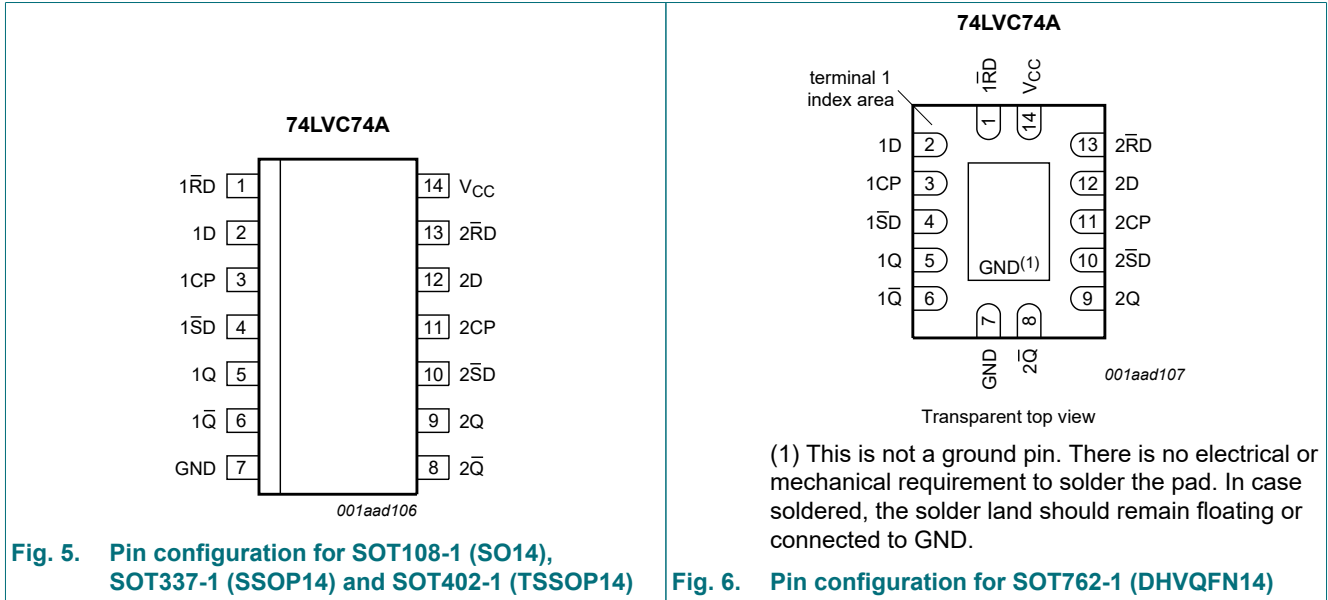 74LVC74A
1R̅D 1
1D 2
1CP 3
1S̅D 4
1Q 5
1Q̅ 6
GND 7
14 VCC
13 2R̅D
12 2D
11 2CP
10 2S̅D
9 2Q
8 2Q̅
001aad106
Fig. 5. Pin configuration for SOT108-1 (SO14),
SOT337-1 (SSOP14) and SOT402-1 (TSSOP14)
74LVC74A
terminal 1
index area
1R̅D
VCC
1
14
1D 2
1CP 3
1S̅D 4
1Q 5
1Q̅ 6
13 2R̅D
12 2D
11 2CP
10 2S̅D
9 2Q
GND(1)
7
8
GND
2Q̅
001aad107
Transparent top view
(1) This is not a ground pin. There is no electrical or
mechanical requirement to solder the pad. In case
soldered, the solder land should remain floating or
connected to GND.
Fig. 6. Pin configuration for SOT762-1 (DHVQFN14)